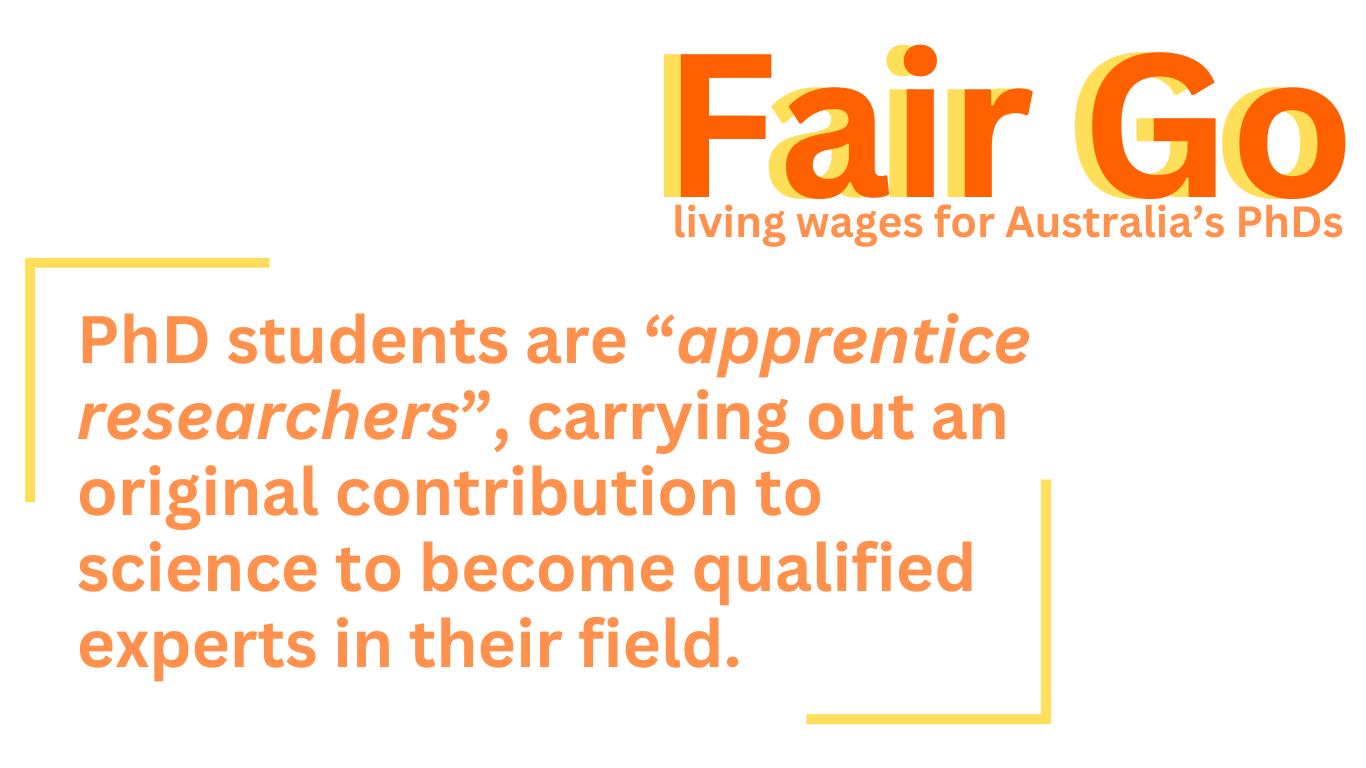 Fair Go
living wages for Australia’s PhDs
PhD students are “apprentice
researchers”, carrying out an
original contribution to
science to become qualified
experts in their field.